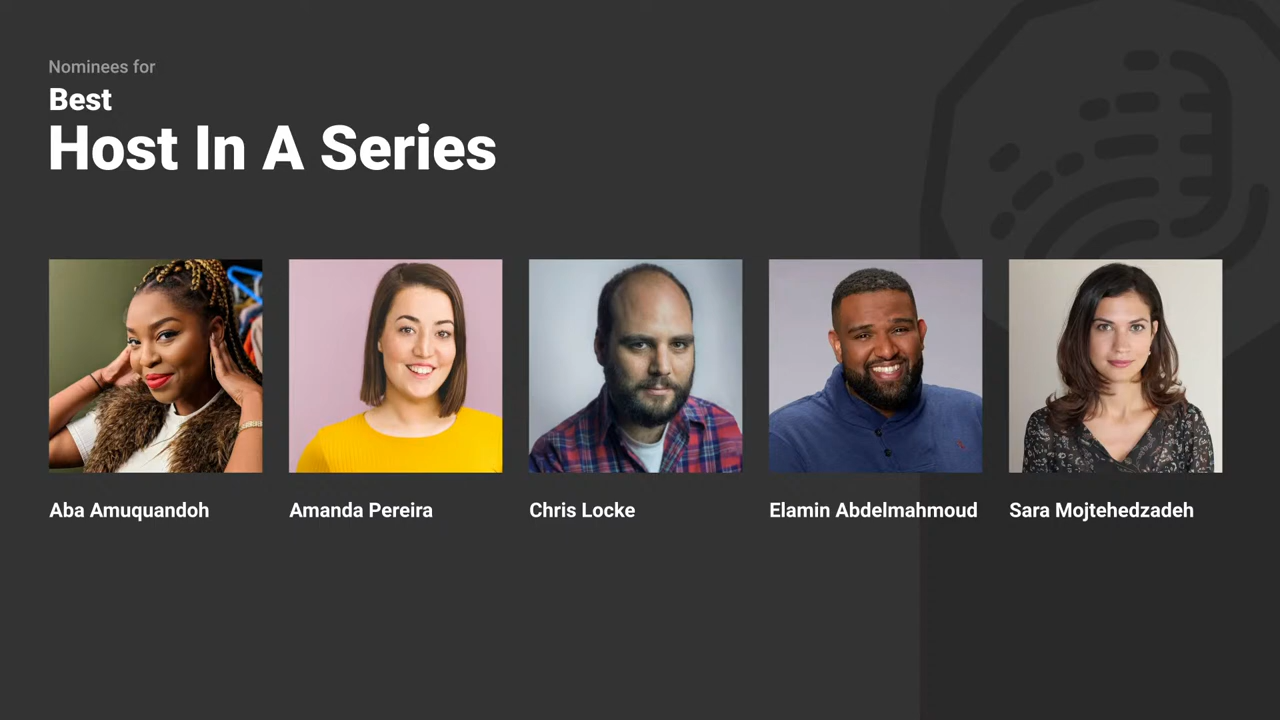 Nominees for
Best
Host In A Series
Aba Amuquandoh
Amanda Pereira
Chris Locke
Elamin Abdelmahmoud
Sara Mojtehedzadeh